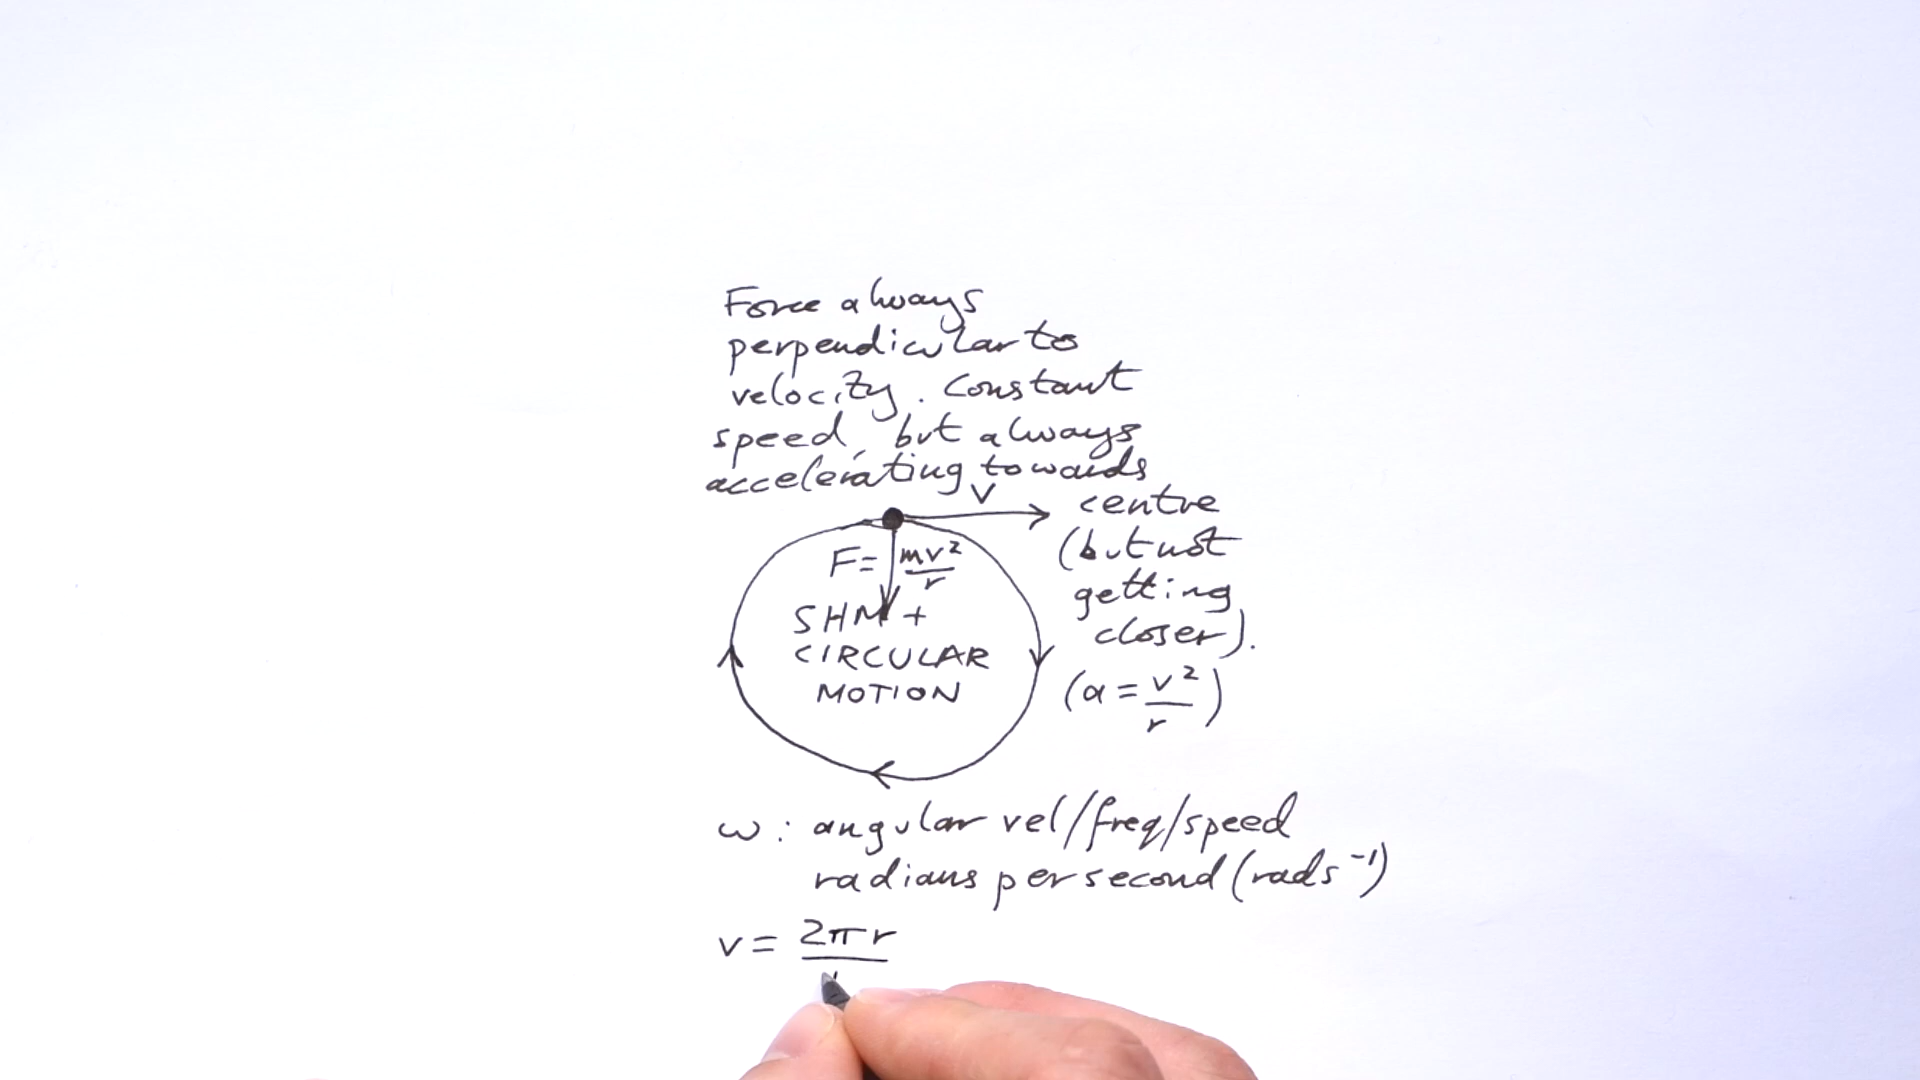 Force always
perpendicular to
velocity. Constant
speed, but always
accelerating towards
centre
(but not
getting
closer).
(a = v²/r)
v
F = mv²/r
SHM +
CIRCULAR
MOTION
ω : angular vel/freq/speed
radians per second (rads⁻¹)
v = 2πr